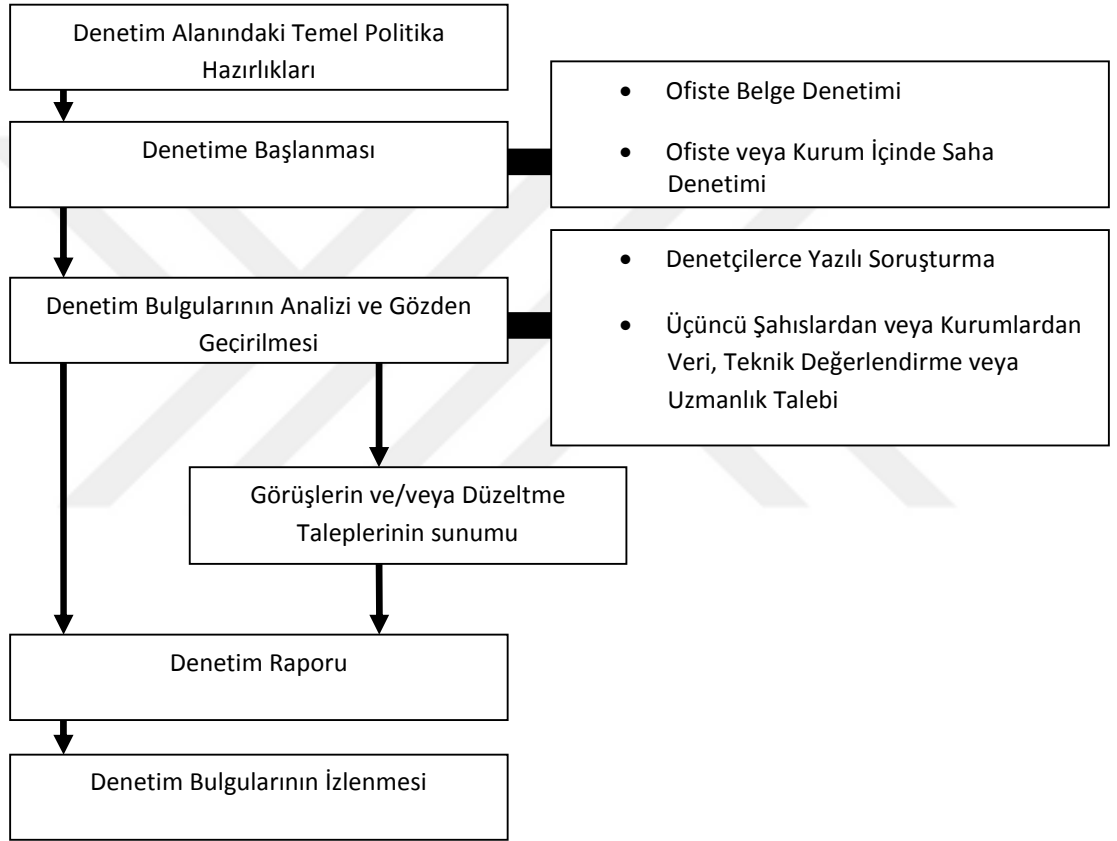 Denetim Alanındaki Temel Politika
Hazırlıkları
• Ofiste Belge Denetimi
• Ofiste veya Kurum İçinde Saha
Denetimi
Denetime Başlanması
• Denetçilerce Yazılı Soruşturma
• Üçüncü Şahıslardan veya Kurumlardan
Veri, Teknik Değerlendirme veya
Uzmanlık Talebi
Denetim Bulgularının Analizi ve Gözden
Geçirilmesi
Görüşlerin ve/veya Düzeltme
Taleplerinin sunumu
Denetim Raporu
Denetim Bulgularının İzlenmesi